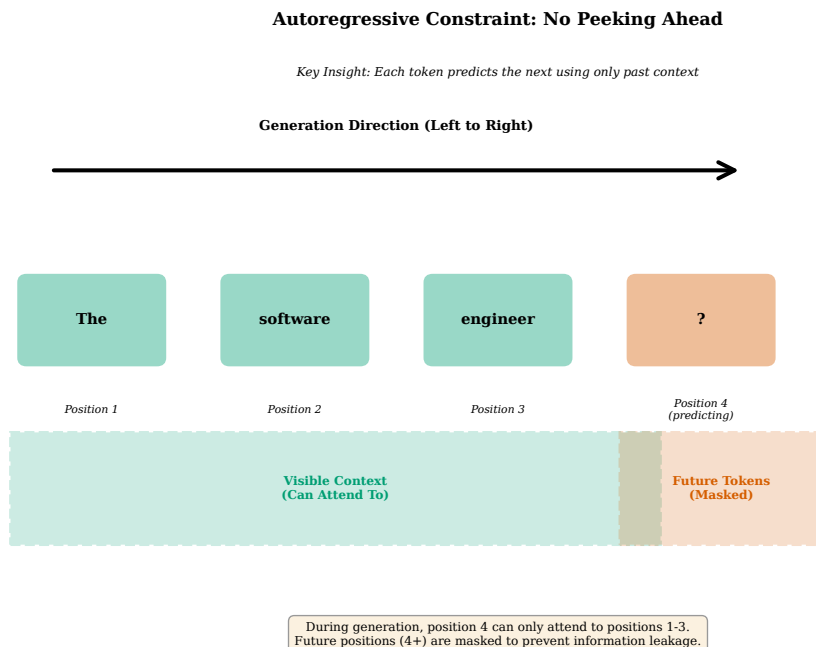 Autoregressive Constraint: No Peeking Ahead
Key Insight: Each token predicts the next using only past context
Generation Direction (Left to Right)
The
software
engineer
?
Position 1
Position 2
Position 3
Position 4
(predicting)
Visible Context
(Can Attend To)
Future Tokens
(Masked)
During generation, position 4 can only attend to positions 1-3.
Future positions (4+) are masked to prevent information leakage.